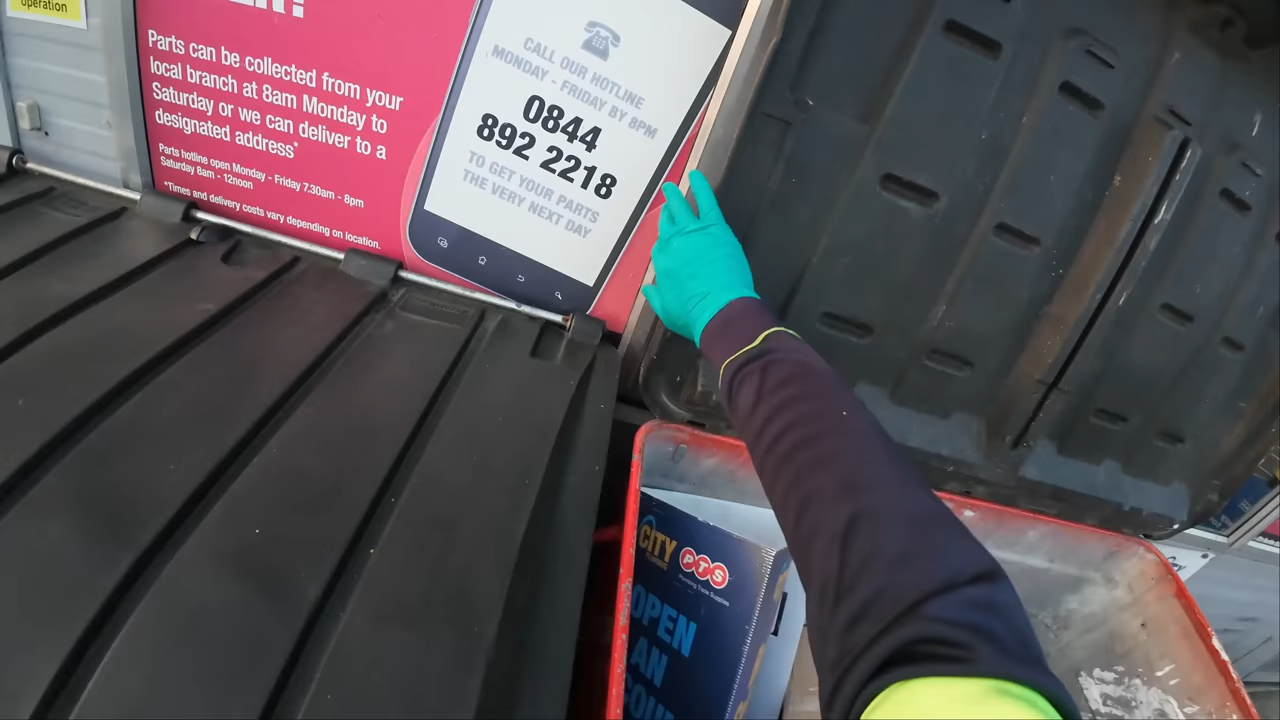 operation
Parts can be collected from your
local branch at 8am Monday to
Saturday or we can deliver to a
designated address*
Parts hotline open Monday - Friday 7.30am - 8pm
Saturday 8am - 12noon
*Times and delivery costs vary depending on location.
CALL OUR HOTLINE
MONDAY - FRIDAY BY 8PM
0844
892 2218
TO GET YOUR PARTS
THE VERY NEXT DAY
CITY
PTS
Plumbing Trade Supplies
OPEN
AN